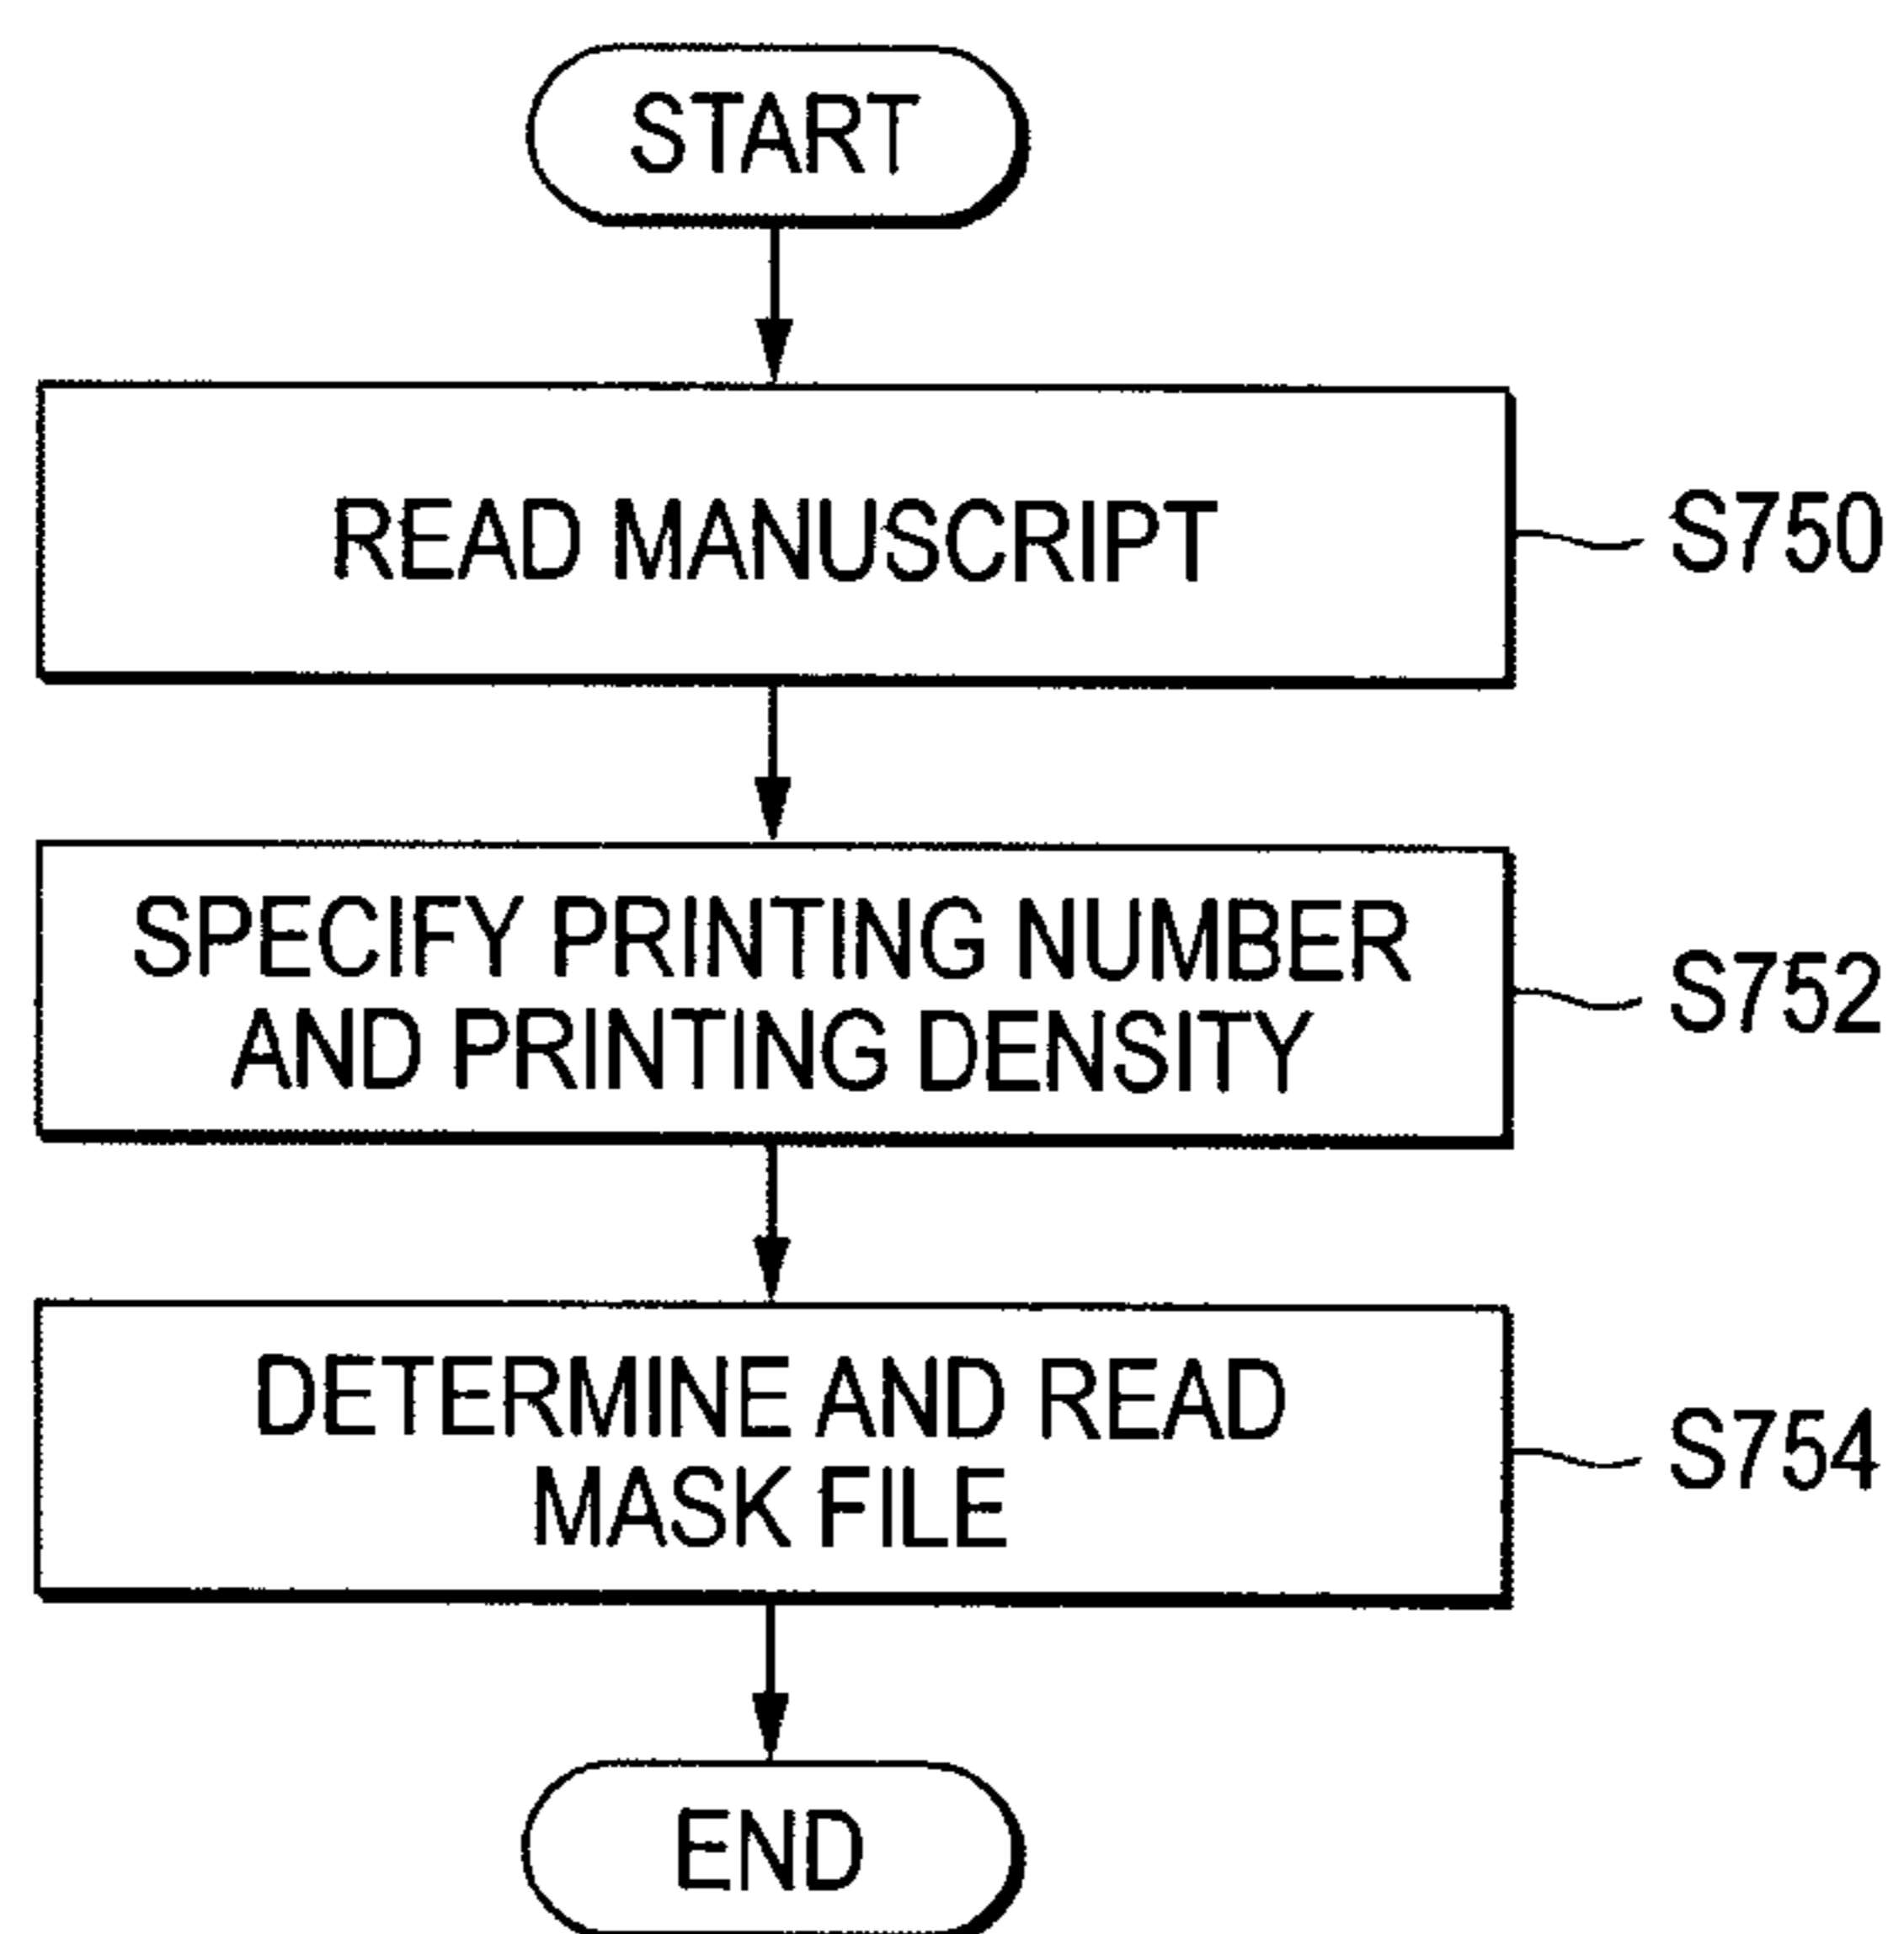 START
READ MANUSCRIPT
S750
SPECIFY PRINTING NUMBER
AND PRINTING DENSITY
S752
DETERMINE AND READ
MASK FILE
S754
END